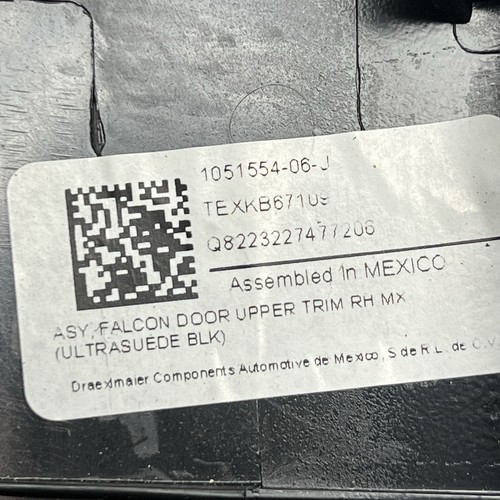 1051554-06-J
TEXKB67109
Q8223227477206
Assembled in MEXICO
ASY, FALCON DOOR UPPER TRIM RH MX
(ULTRASUEDE BLK)
Draexlmaier Components Automotive de Mexico, S de R.L. de C.V.